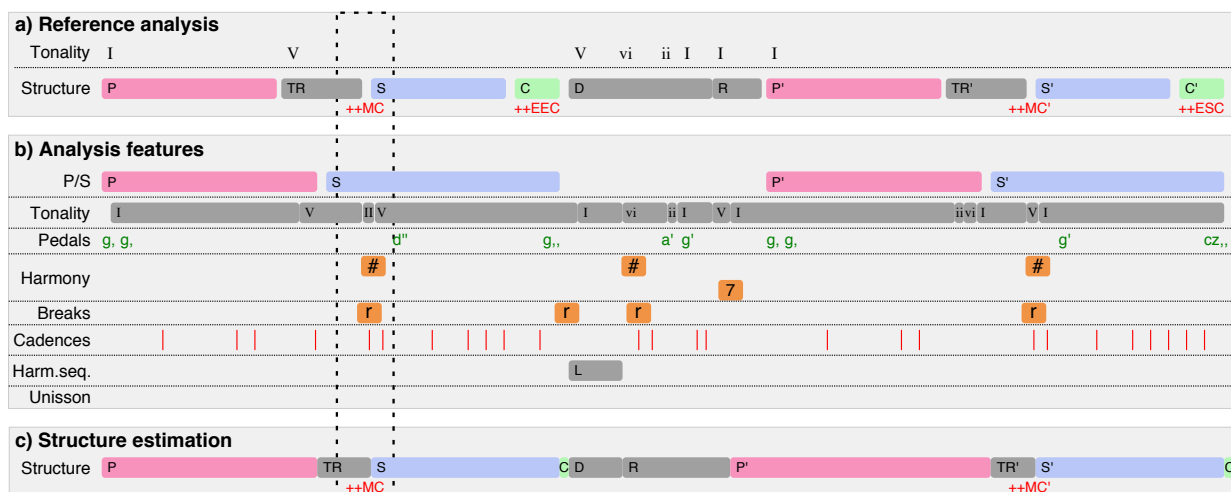 a) Reference analysis
Tonality I V V vi ii I I I
Structure P TR S C D R P' TR' S' C'
++MC ++EEC ++MC' ++ESC
b) Analysis features
P/S P S P' S'
Tonality I V II V I vi ii I V I ii vi I V I
Pedals g, g, d'' g,, a' g' g, g, g' cz,,
# # #
Harmony
7
Breaks r r r r
Cadences
Harm.seq. L
Unisson
c) Structure estimation
Structure P TR S C D R P' TR' S' C
++MC ++MC'